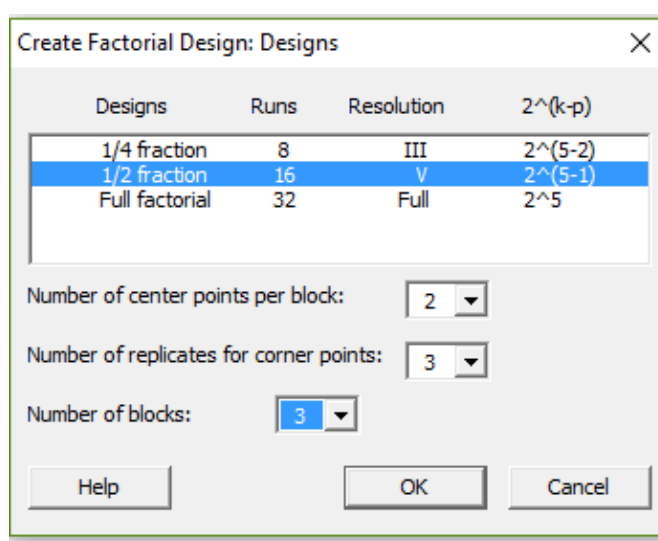 Create Factorial Design: Designs
Designs Runs Resolution 2^(k-p)
1/4 fraction 8 III 2^(5-2)
1/2 fraction 16 V 2^(5-1)
Full factorial 32 Full 2^5
Number of center points per block: 2
Number of replicates for corner points: 3
Number of blocks: 3
Help OK Cancel